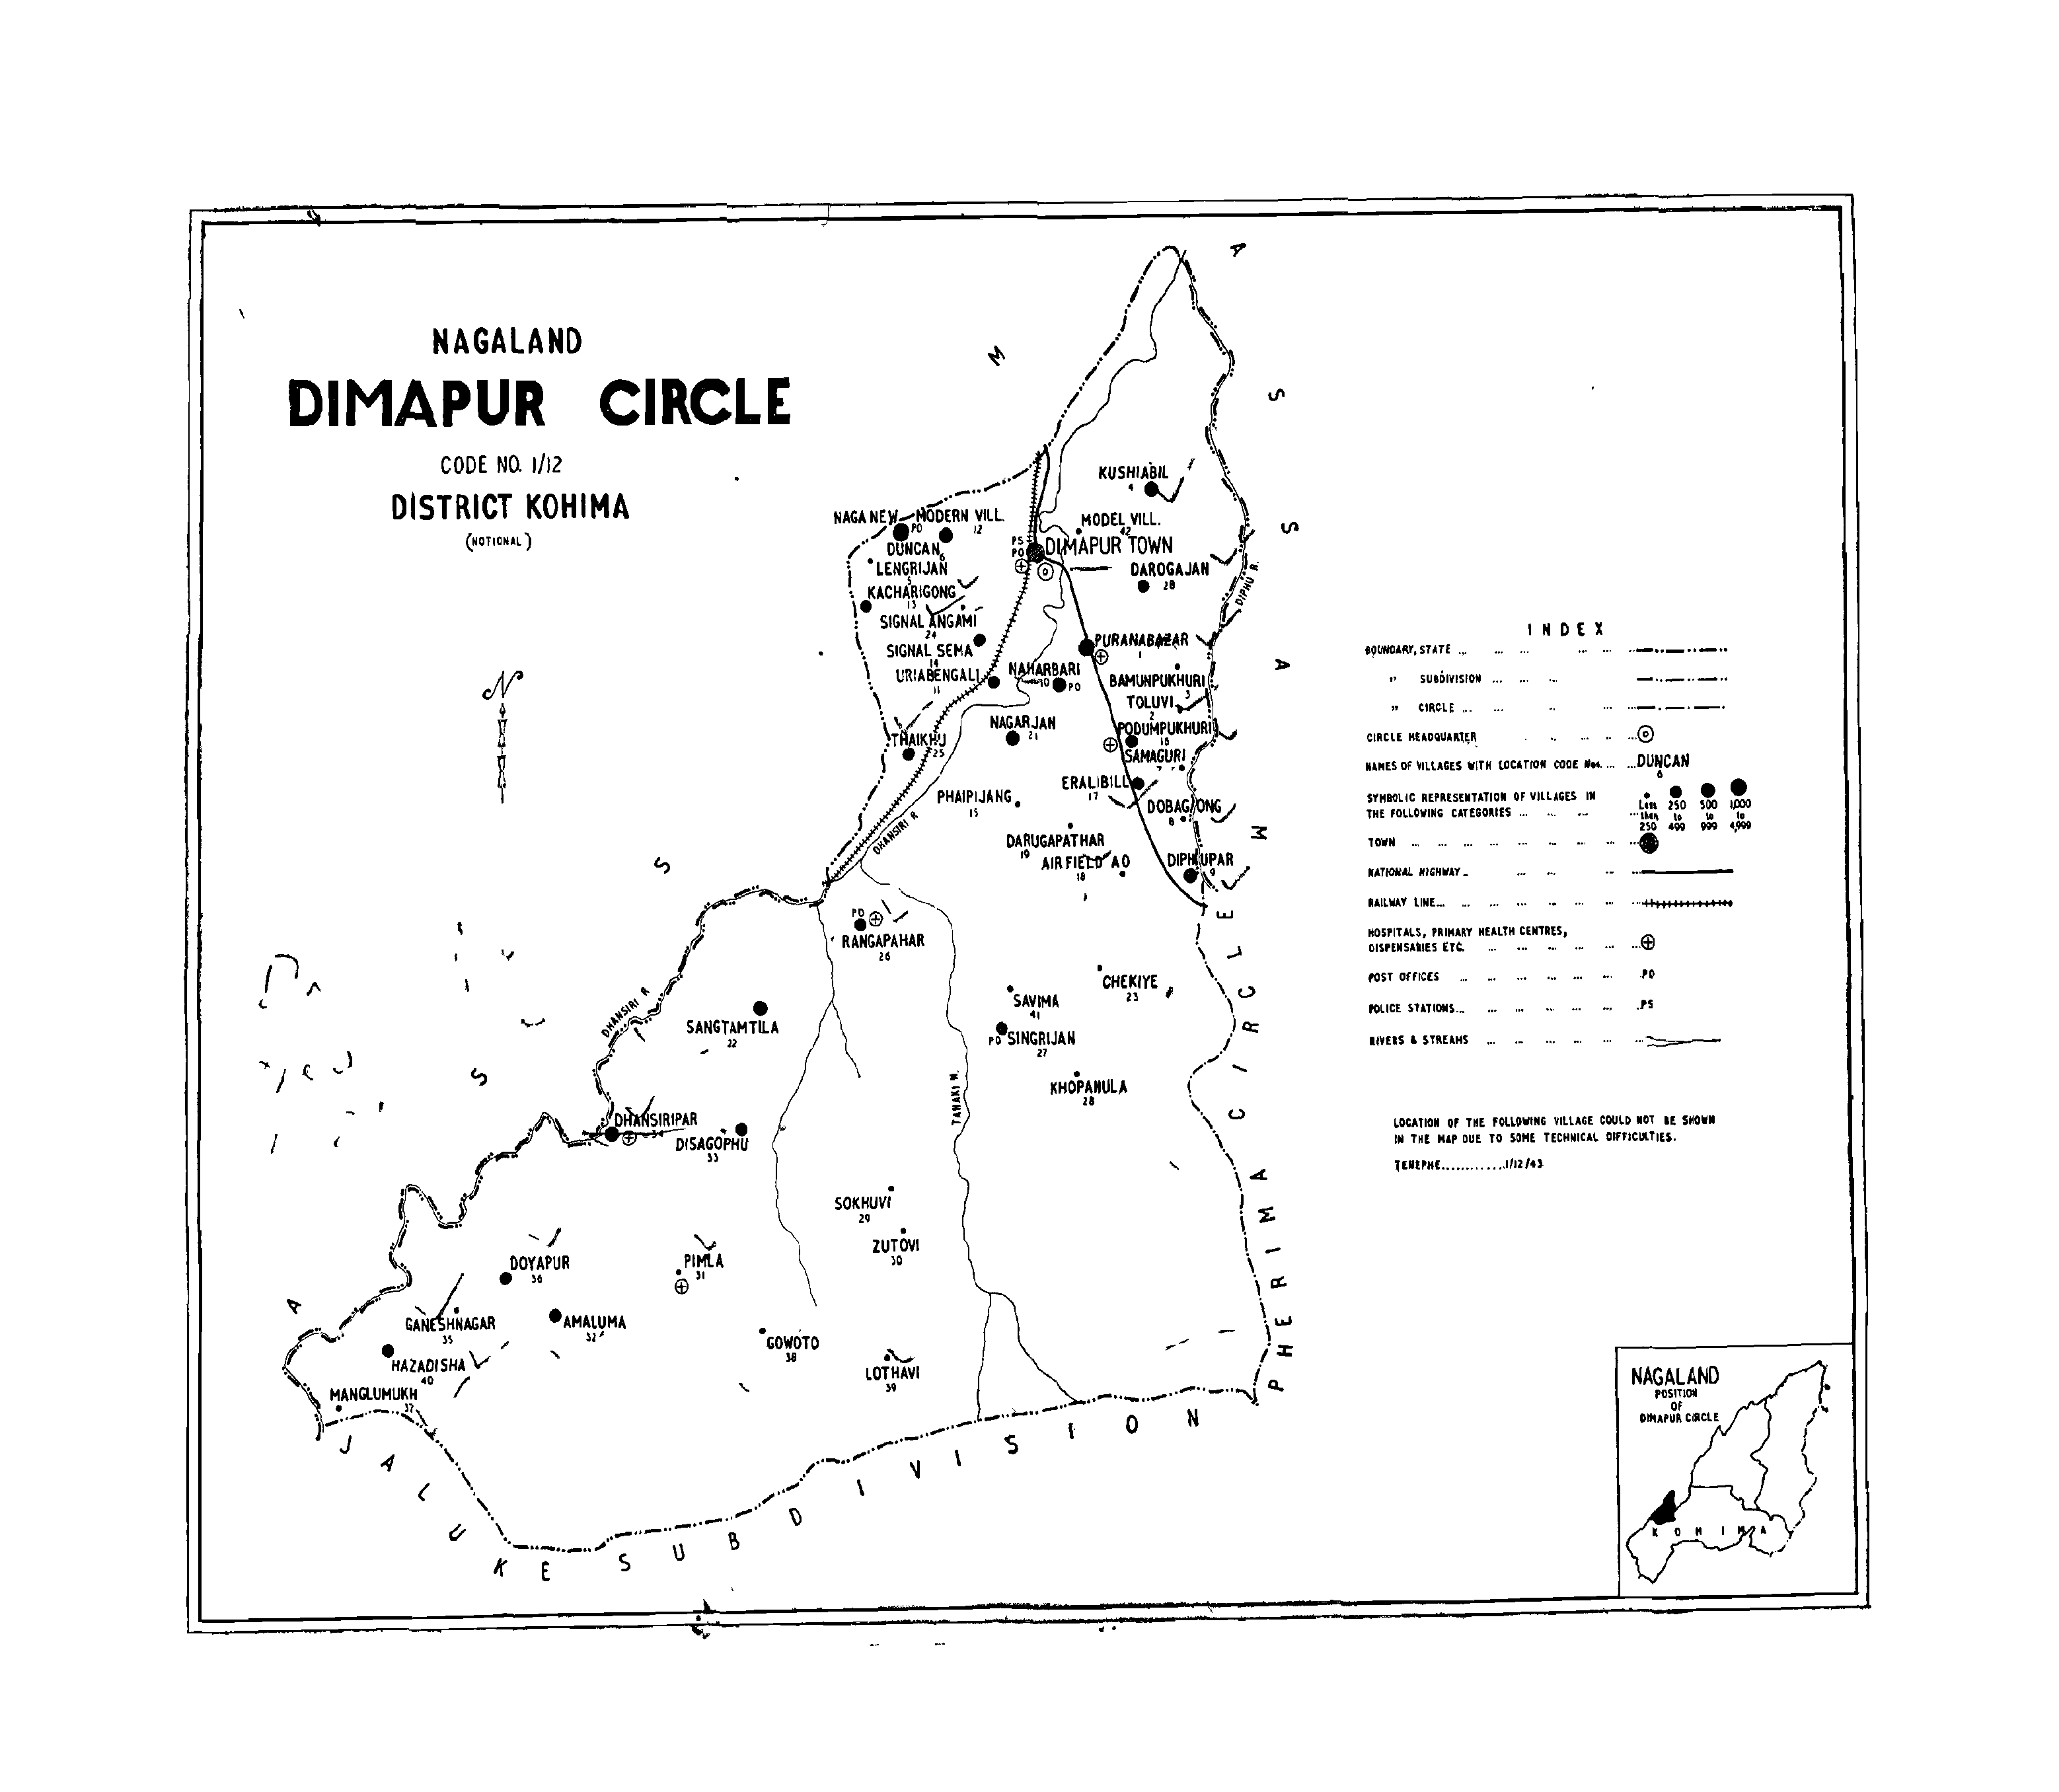 NAGALAND
DIMAPUR CIRCLE
CODE NO. 1/12
DISTRICT KOHIMA
(NOTIONAL)
N
A S S A M
A S S A M
KUSHIABIL
4
NAGA NEW
PO
MODERN VILL.
12
MODEL VILL.
42
DUNCAN
6
PS
PO
DIMAPUR TOWN
LENGRIJAN
5
DAROGAJAN
20
KACHARIGONG
13
DIPHU R.
SIGNAL ANGAMI
24
SIGNAL SEMA
14
PURANABAZAR
1
URIABENGALI
11
NAHARBARI
10
PO
BAMUNPUKHURI
3
TOLUVI
2
NAGARJAN
21
PODUMPUKHURI
16
THAIKHU
25
SAMAGURI
7
ERALIBILL
17
PHAIPIJANG
15
DOBAGAONG
8
DHANSIRI R
DARUGAPATHAR
19
AIRFIELD AO
18
DIPHUPAR
9
PO
RANGAPAHAR
26
CHEKIYE
23
SAVIMA
41
DHANSIRI R
SANGTAMTILA
22
PO SINGRIJAN
27
KHOPANULA
28
TANAKI N.
DHANSIRIPAR
34
DISAGOPHU
33
SOKHUVI
29
ZUTOVI
30
DOYAPUR
36
PIMLA
31
GANESHNAGAR
35
AMALUMA
32
GOWOTO
38
HAZADISHA
40
LOTHAVI
39
MANGLUMUKH
37
JALUKE SUBDIVISION
PHERIMA CIRCLE
INDEX
BOUNDARY, STATE
" SUBDIVISION
" CIRCLE
CIRCLE HEADQUARTER
NAMES OF VILLAGES WITH LOCATION CODE Nos. DUNCAN
6
SYMBOLIC REPRESENTATION OF VILLAGES IN
THE FOLLOWING CATEGORIES
Less than 250
250 to 499
500 to 999
1,000 to 4,999
TOWN
NATIONAL HIGHWAY
RAILWAY LINE
HOSPITALS, PRIMARY HEALTH CENTRES,
DISPENSARIES ETC.
POST OFFICES PO
POLICE STATIONS PS
RIVERS & STREAMS
LOCATION OF THE FOLLOWING VILLAGE COULD NOT BE SHOWN
IN THE MAP DUE TO SOME TECHNICAL DIFFICULTIES.
TENEPHE............1/12/43
NAGALAND
POSITION
OF
DIMAPUR CIRCLE
KOHIMA